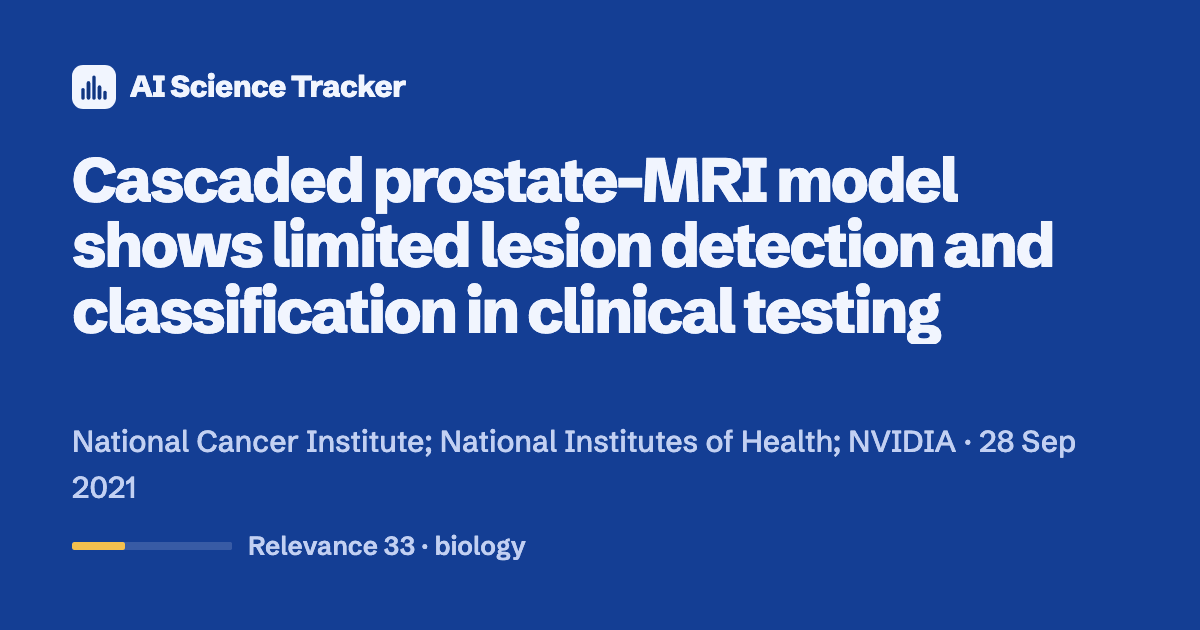 AI Science Tracker
Cascaded prostate-MRI model
shows limited lesion detection and
classification in clinical testing
National Cancer Institute; National Institutes of Health; NVIDIA · 28 Sep
2021
Relevance 33 · biology